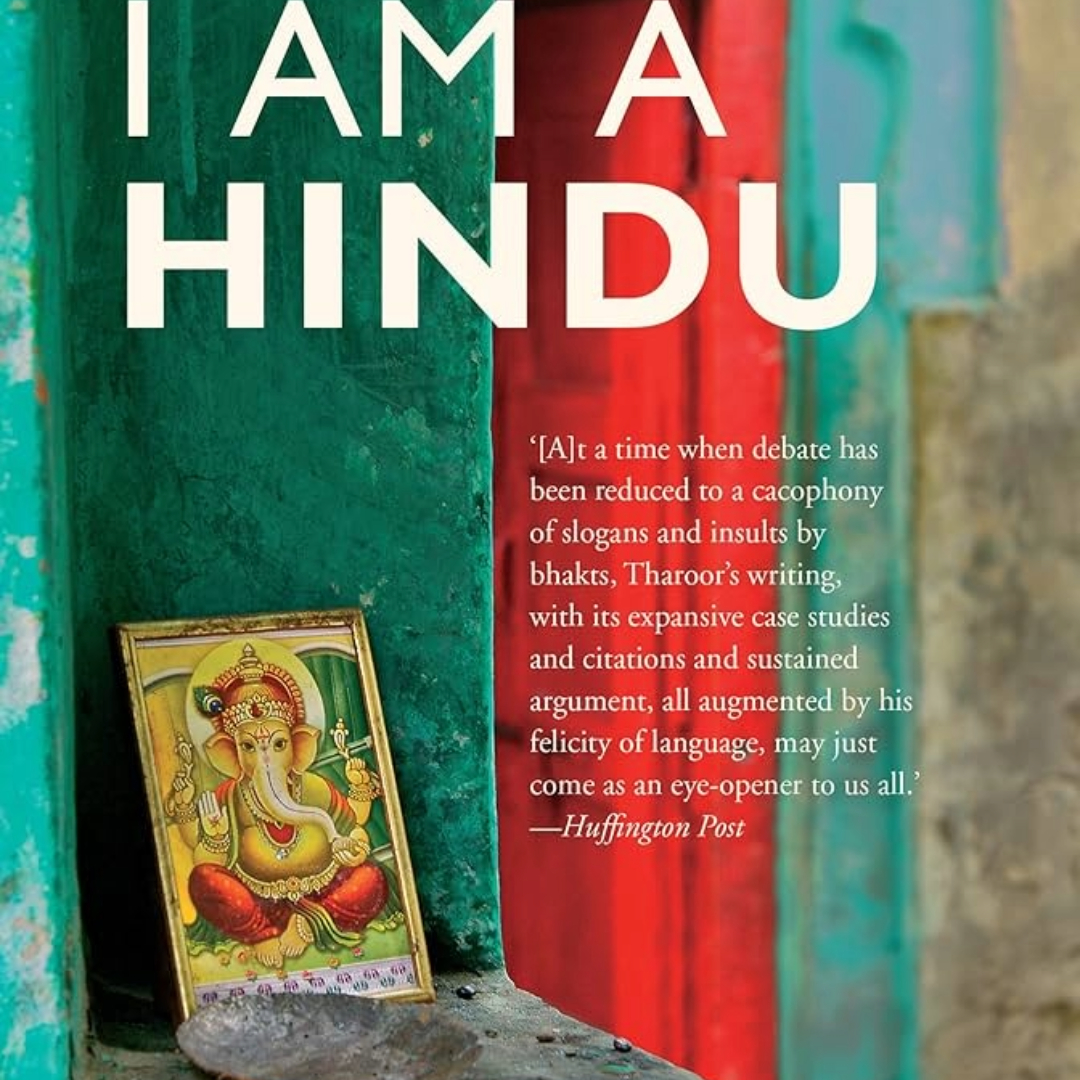 I AM A
HINDU
‘[A]t a time when debate has
been reduced to a cacophony
of slogans and insults by
bhakts, Tharoor’s writing,
with its expansive case studies
and citations and sustained
argument, all augmented by his
felicity of language, may just
come as an eye-opener to us all.’
—Huffington Post